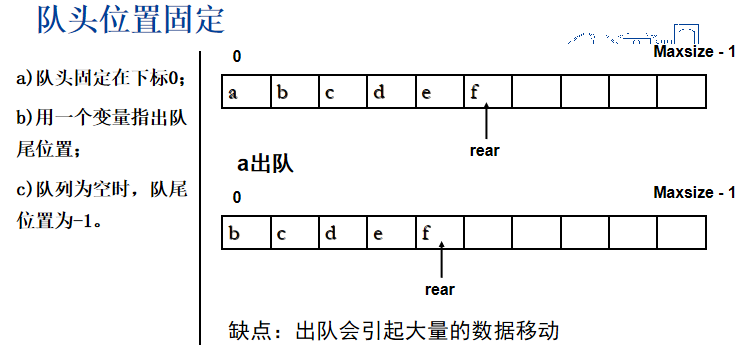 队头位置固定
a)队头固定在下标0;
b)用一个变量指出队
尾位置;
c)队列为空时，队尾
位置为-1。
0 Maxsize - 1
a b c d e f
rear
a出队
0 Maxsize - 1
b c d e f
rear
缺点：出队会引起大量的数据移动